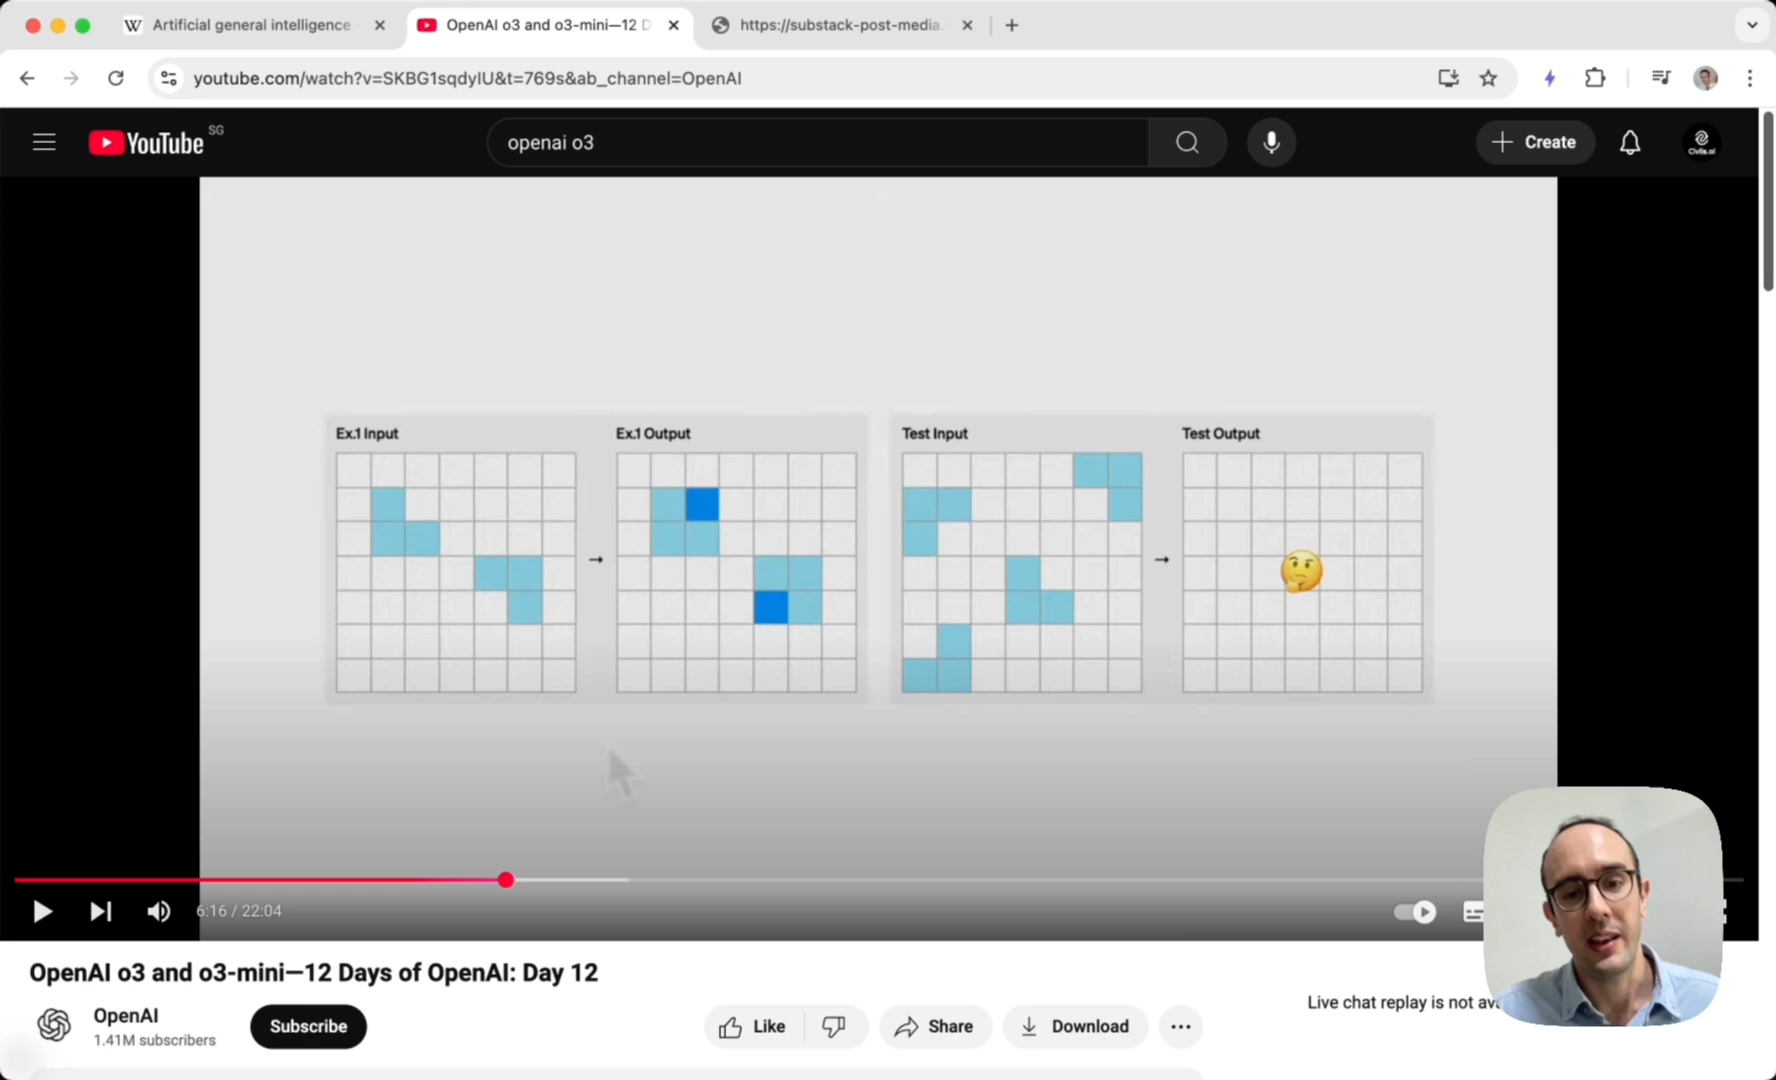 Artificial general intelligence
OpenAI o3 and o3-mini—12 D
https://substack-post-media.
youtube.com/watch?v=SKBG1sqdyIU&t=769s&ab_channel=OpenAI
YouTube SG
openai o3
Create
Civils.ai
Ex.1 Input
Ex.1 Output
Test Input
Test Output
6:16 / 22:04
OpenAI o3 and o3-mini—12 Days of OpenAI: Day 12
OpenAI
1.41M subscribers
Subscribe
Like
Share
Download
Live chat replay is not av